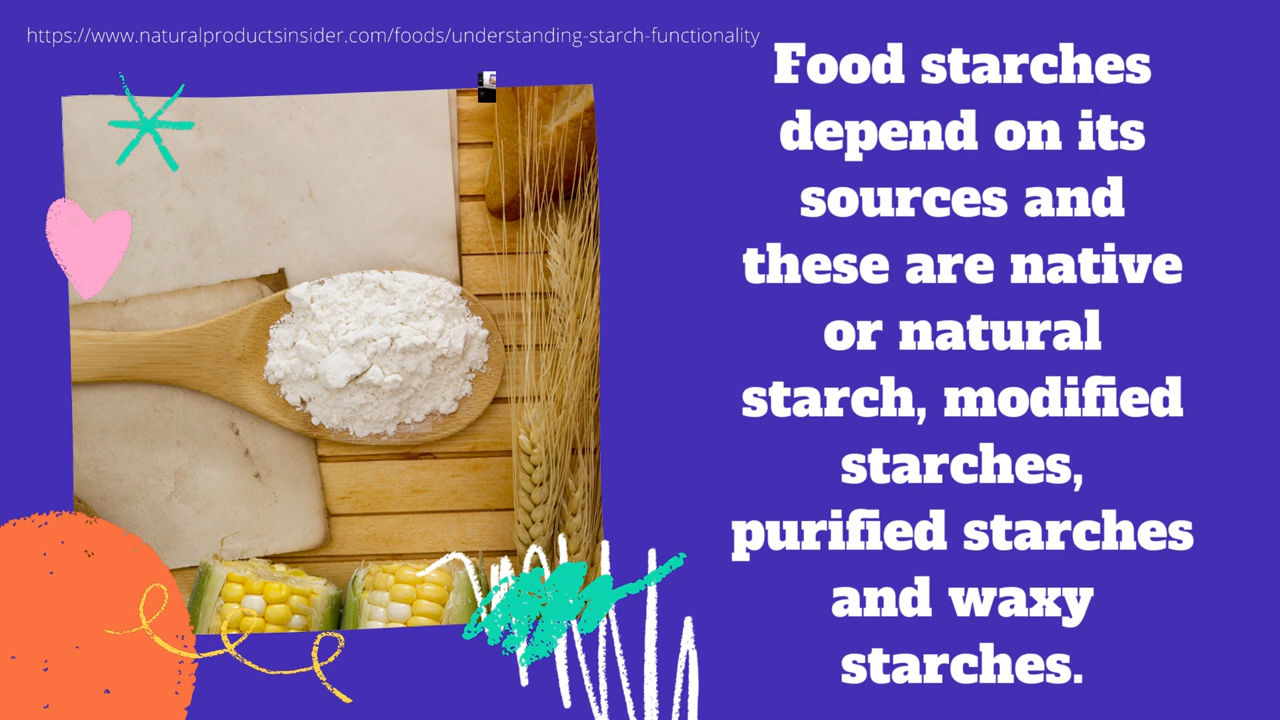 https://www.naturalproductsinsider.com/foods/understanding-starch-functionality
Food starches
depend on its
sources and
these are native
or natural
starch, modified
starches,
purified starches
and waxy
starches.